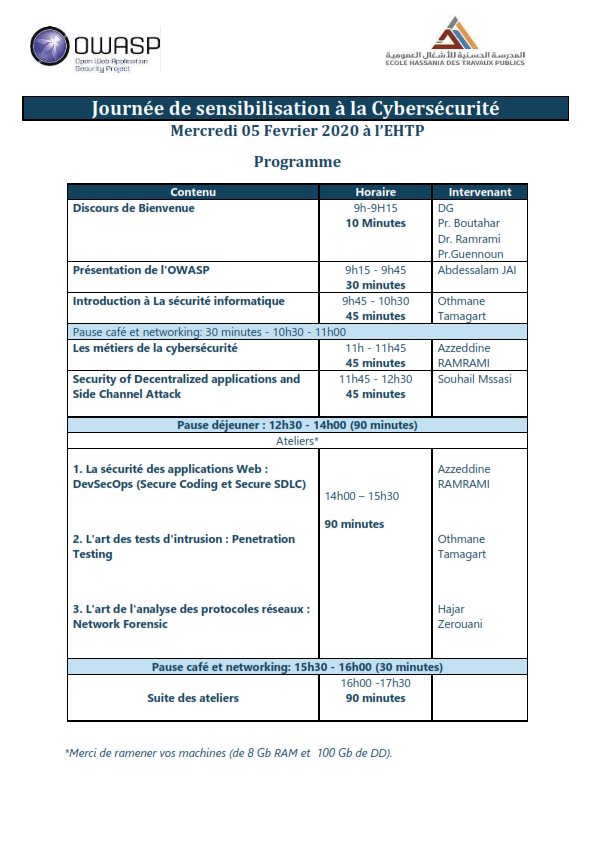 OWASP
Open Web Application
Security Project
المدرسة الحسنية للأشغال العمومية
ECOLE HASSANIA DES TRAVAUX PUBLICS
Journée de sensibilisation à la Cybersécurité
Mercredi 05 Fevrier 2020 à l'EHTP
Programme
Contenu Horaire Intervenant
Discours de Bienvenue 9h-9H15 DG
10 Minutes Pr. Boutahar
Dr. Ramrami
Pr.Guennoun
Présentation de l'OWASP 9h15 - 9h45 Abdessalam JAI
30 minutes
Introduction à La sécurité informatique 9h45 - 10h30 Othmane
45 minutes Tamagart
Pause café et networking: 30 minutes - 10h30 - 11h00
Les métiers de la cybersécurité 11h - 11h45 Azzeddine
45 minutes RAMRAMI
Security of Decentralized applications and 11h45 - 12h30 Souhail Mssasi
Side Channel Attack 45 minutes
Pause déjeuner : 12h30 - 14h00 (90 minutes)
Ateliers*
1. La sécurité des applications Web : Azzeddine
DevSecOps (Secure Coding et Secure SDLC) RAMRAMI
14h00 – 15h30
90 minutes
2. L'art des tests d'intrusion : Penetration Othmane
Testing Tamagart
3. L'art de l'analyse des protocoles réseaux : Hajar
Network Forensic Zerouani
Pause café et networking: 15h30 - 16h00 (30 minutes)
16h00 -17h30
Suite des ateliers 90 minutes
*Merci de ramener vos machines (de 8 Gb RAM et 100 Gb de DD).